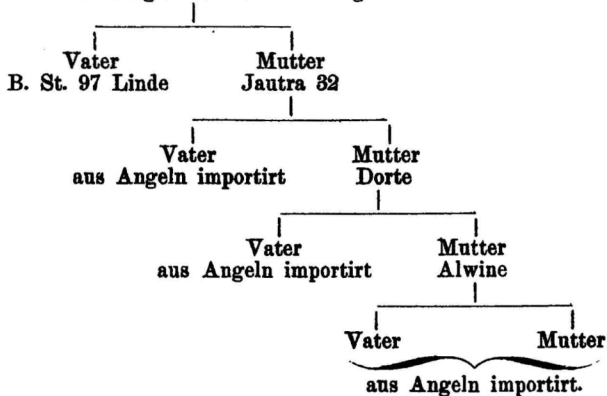 Vater Mutter
B. St. 97 Linde Jautra 32
Vater Mutter
aus Angeln importirt Dorte
Vater Mutter
aus Angeln importirt Alwine
Vater Mutter
aus Angeln importirt.